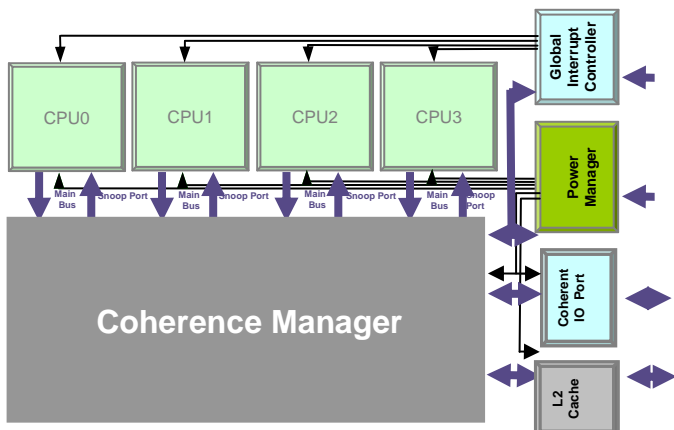 Global
Interrupt
Controller
CPU0
CPU1
CPU2
CPU3
Power
Manager
Main
Bus
Snoop Port
Main
Bus
Snoop Port
Main
Bus
Snoop Port
Main
Bus
Snoop
Port
Coherent
IO Port
Coherence Manager
L2
Cache